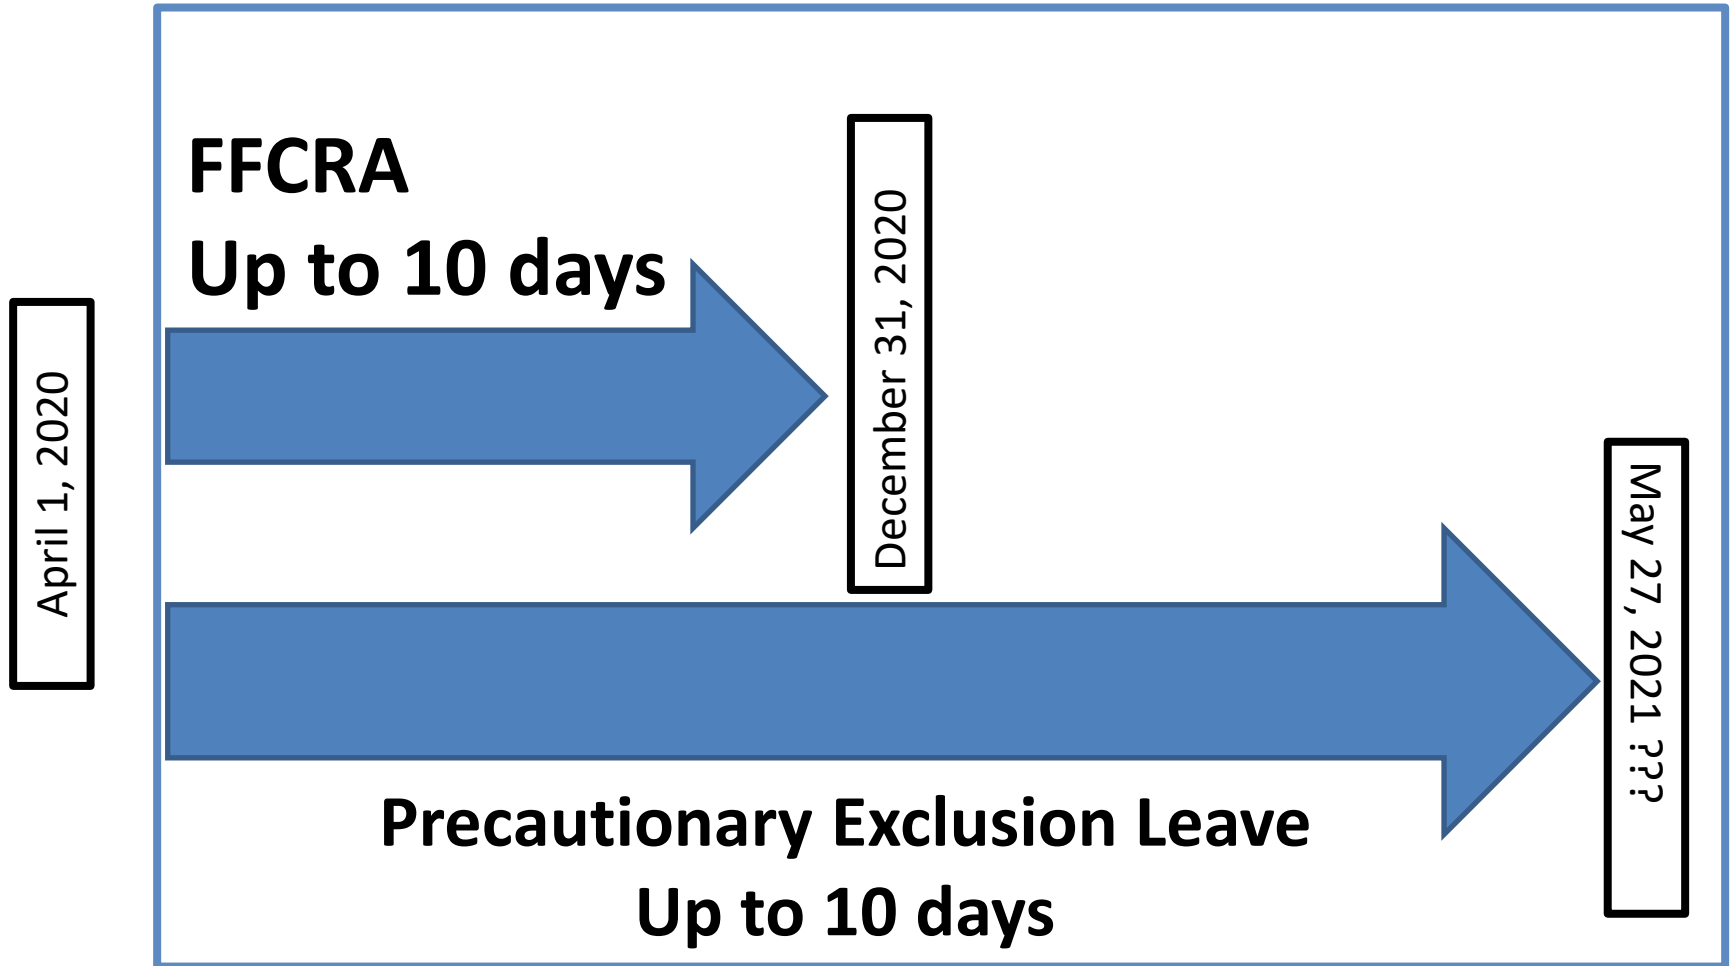 April 1, 2020
FFCRA
Up to 10 days
December 31, 2020
May 27, 2021 ???
Precautionary Exclusion Leave
Up to 10 days